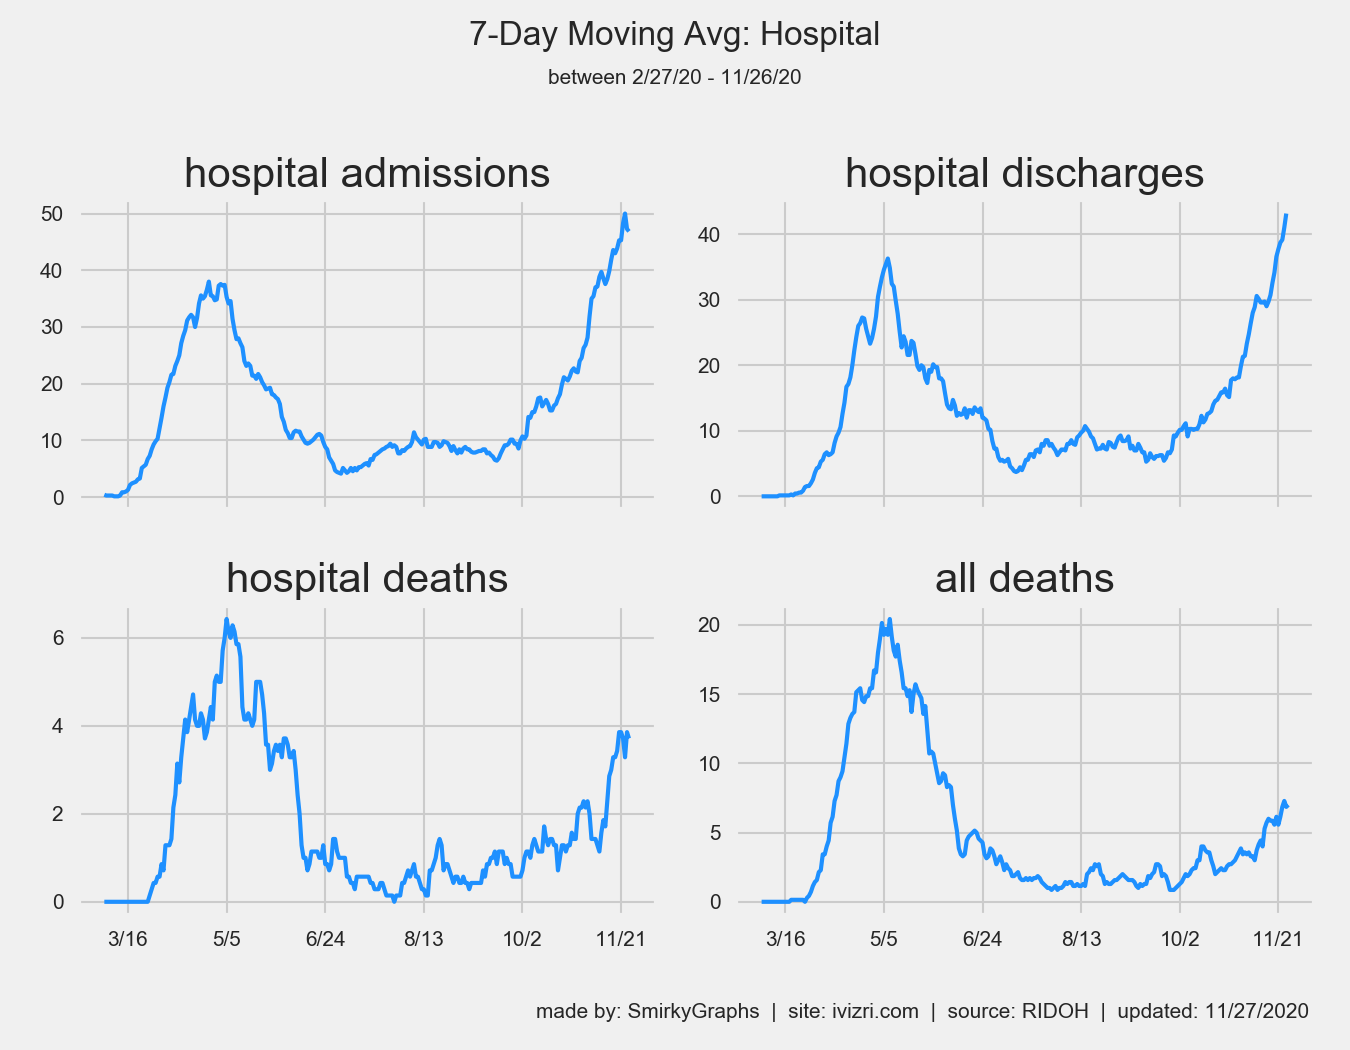 7-Day Moving Avg: Hospital
between 2/27/20 - 11/26/20
hospital admissions
50
40
30
20
10
0
hospital discharges
40
30
20
10
0
hospital deaths
6
4
2
0
3/16 5/5 6/24 8/13 10/2 11/21
all deaths
20
15
10
5
0
3/16 5/5 6/24 8/13 10/2 11/21
made by: SmirkyGraphs | site: ivizri.com | source: RIDOH | updated: 11/27/2020